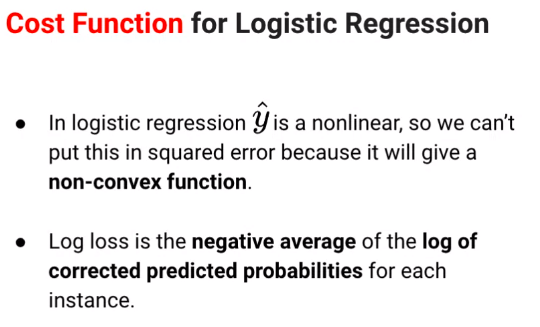 Cost Function for Logistic Regression
● In logistic regression ŷ is a nonlinear, so we can't
put this in squared error because it will give a
non-convex function.
● Log loss is the negative average of the log of
corrected predicted probabilities for each
instance.